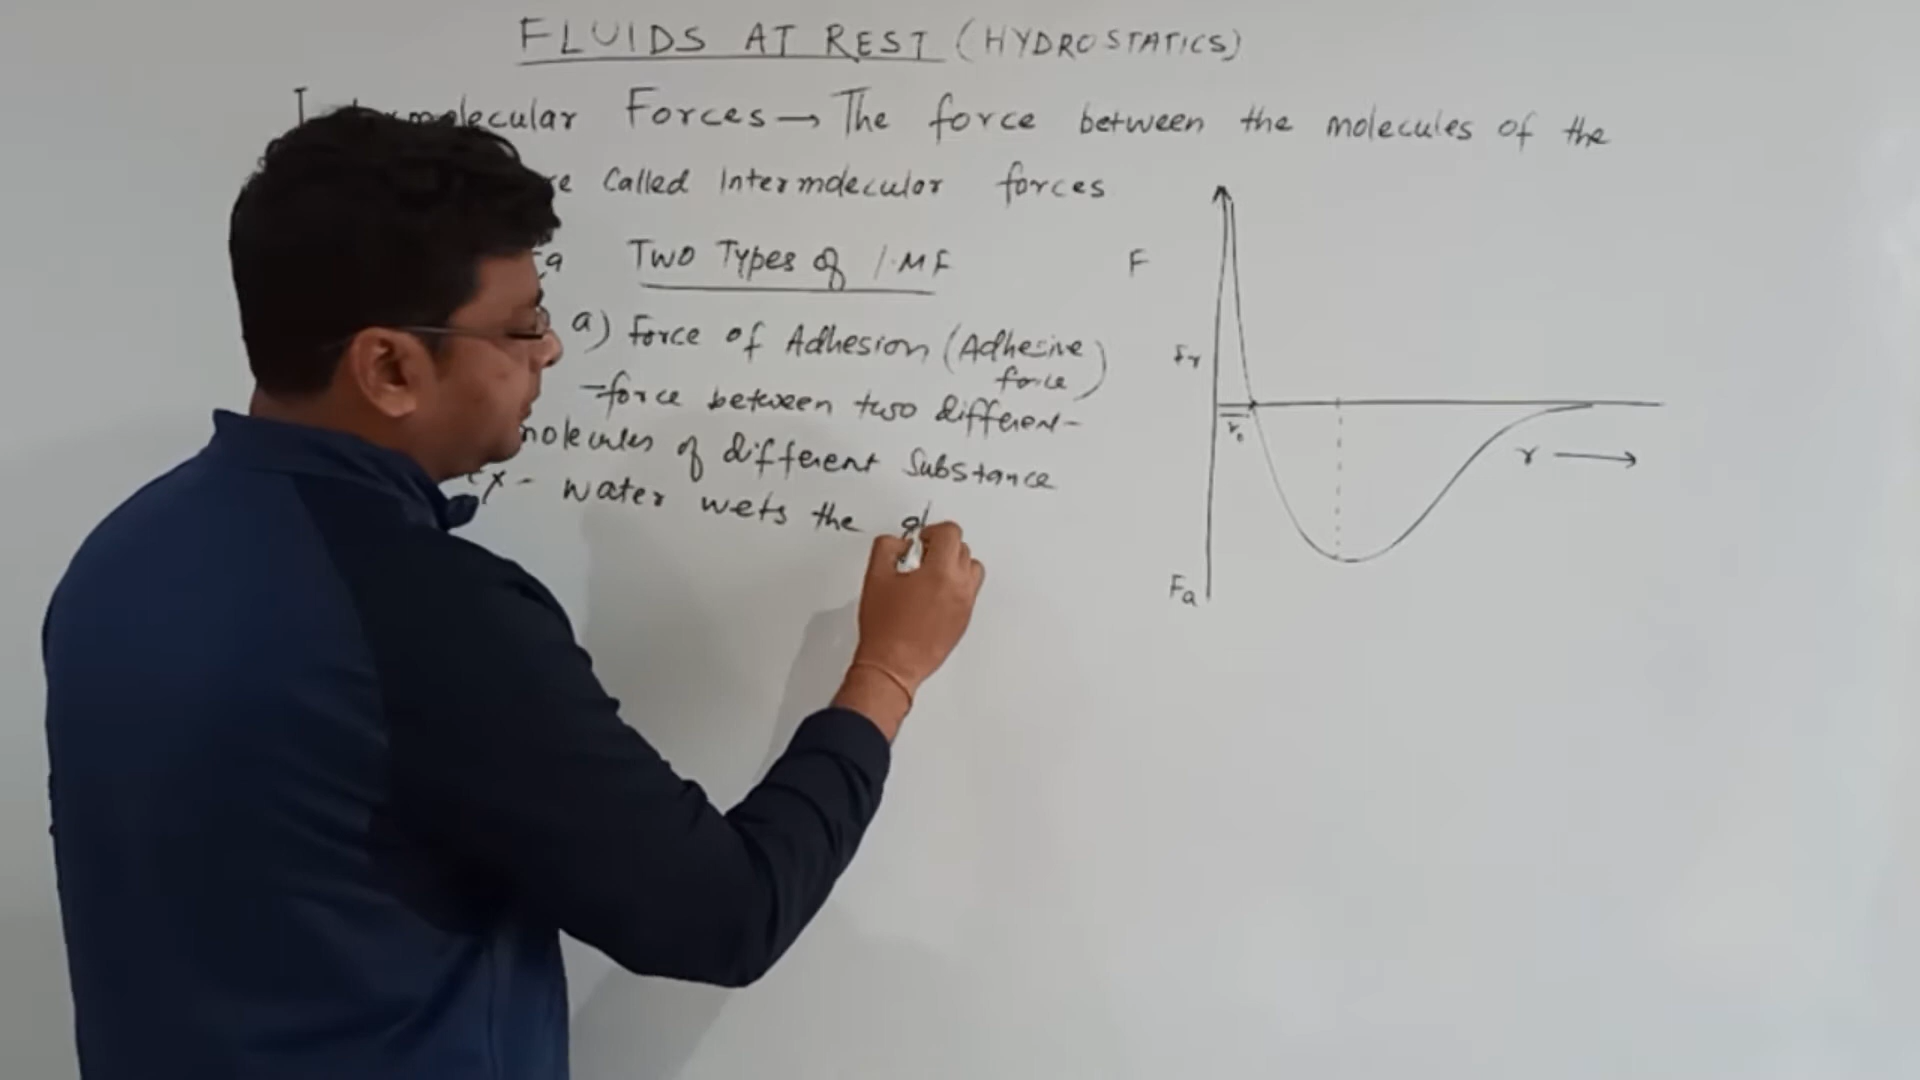 FLUIDS AT REST (HYDROSTATICS)
Forces → The force between the molecules of the
Called Intermolecular forces
Two Types of I.MF
a) Force of Adhesion (Adhesive force)
- force between two different
molecules of different Substance
Ex - water wets the gl
F
Fr
r₀
r →
Fa